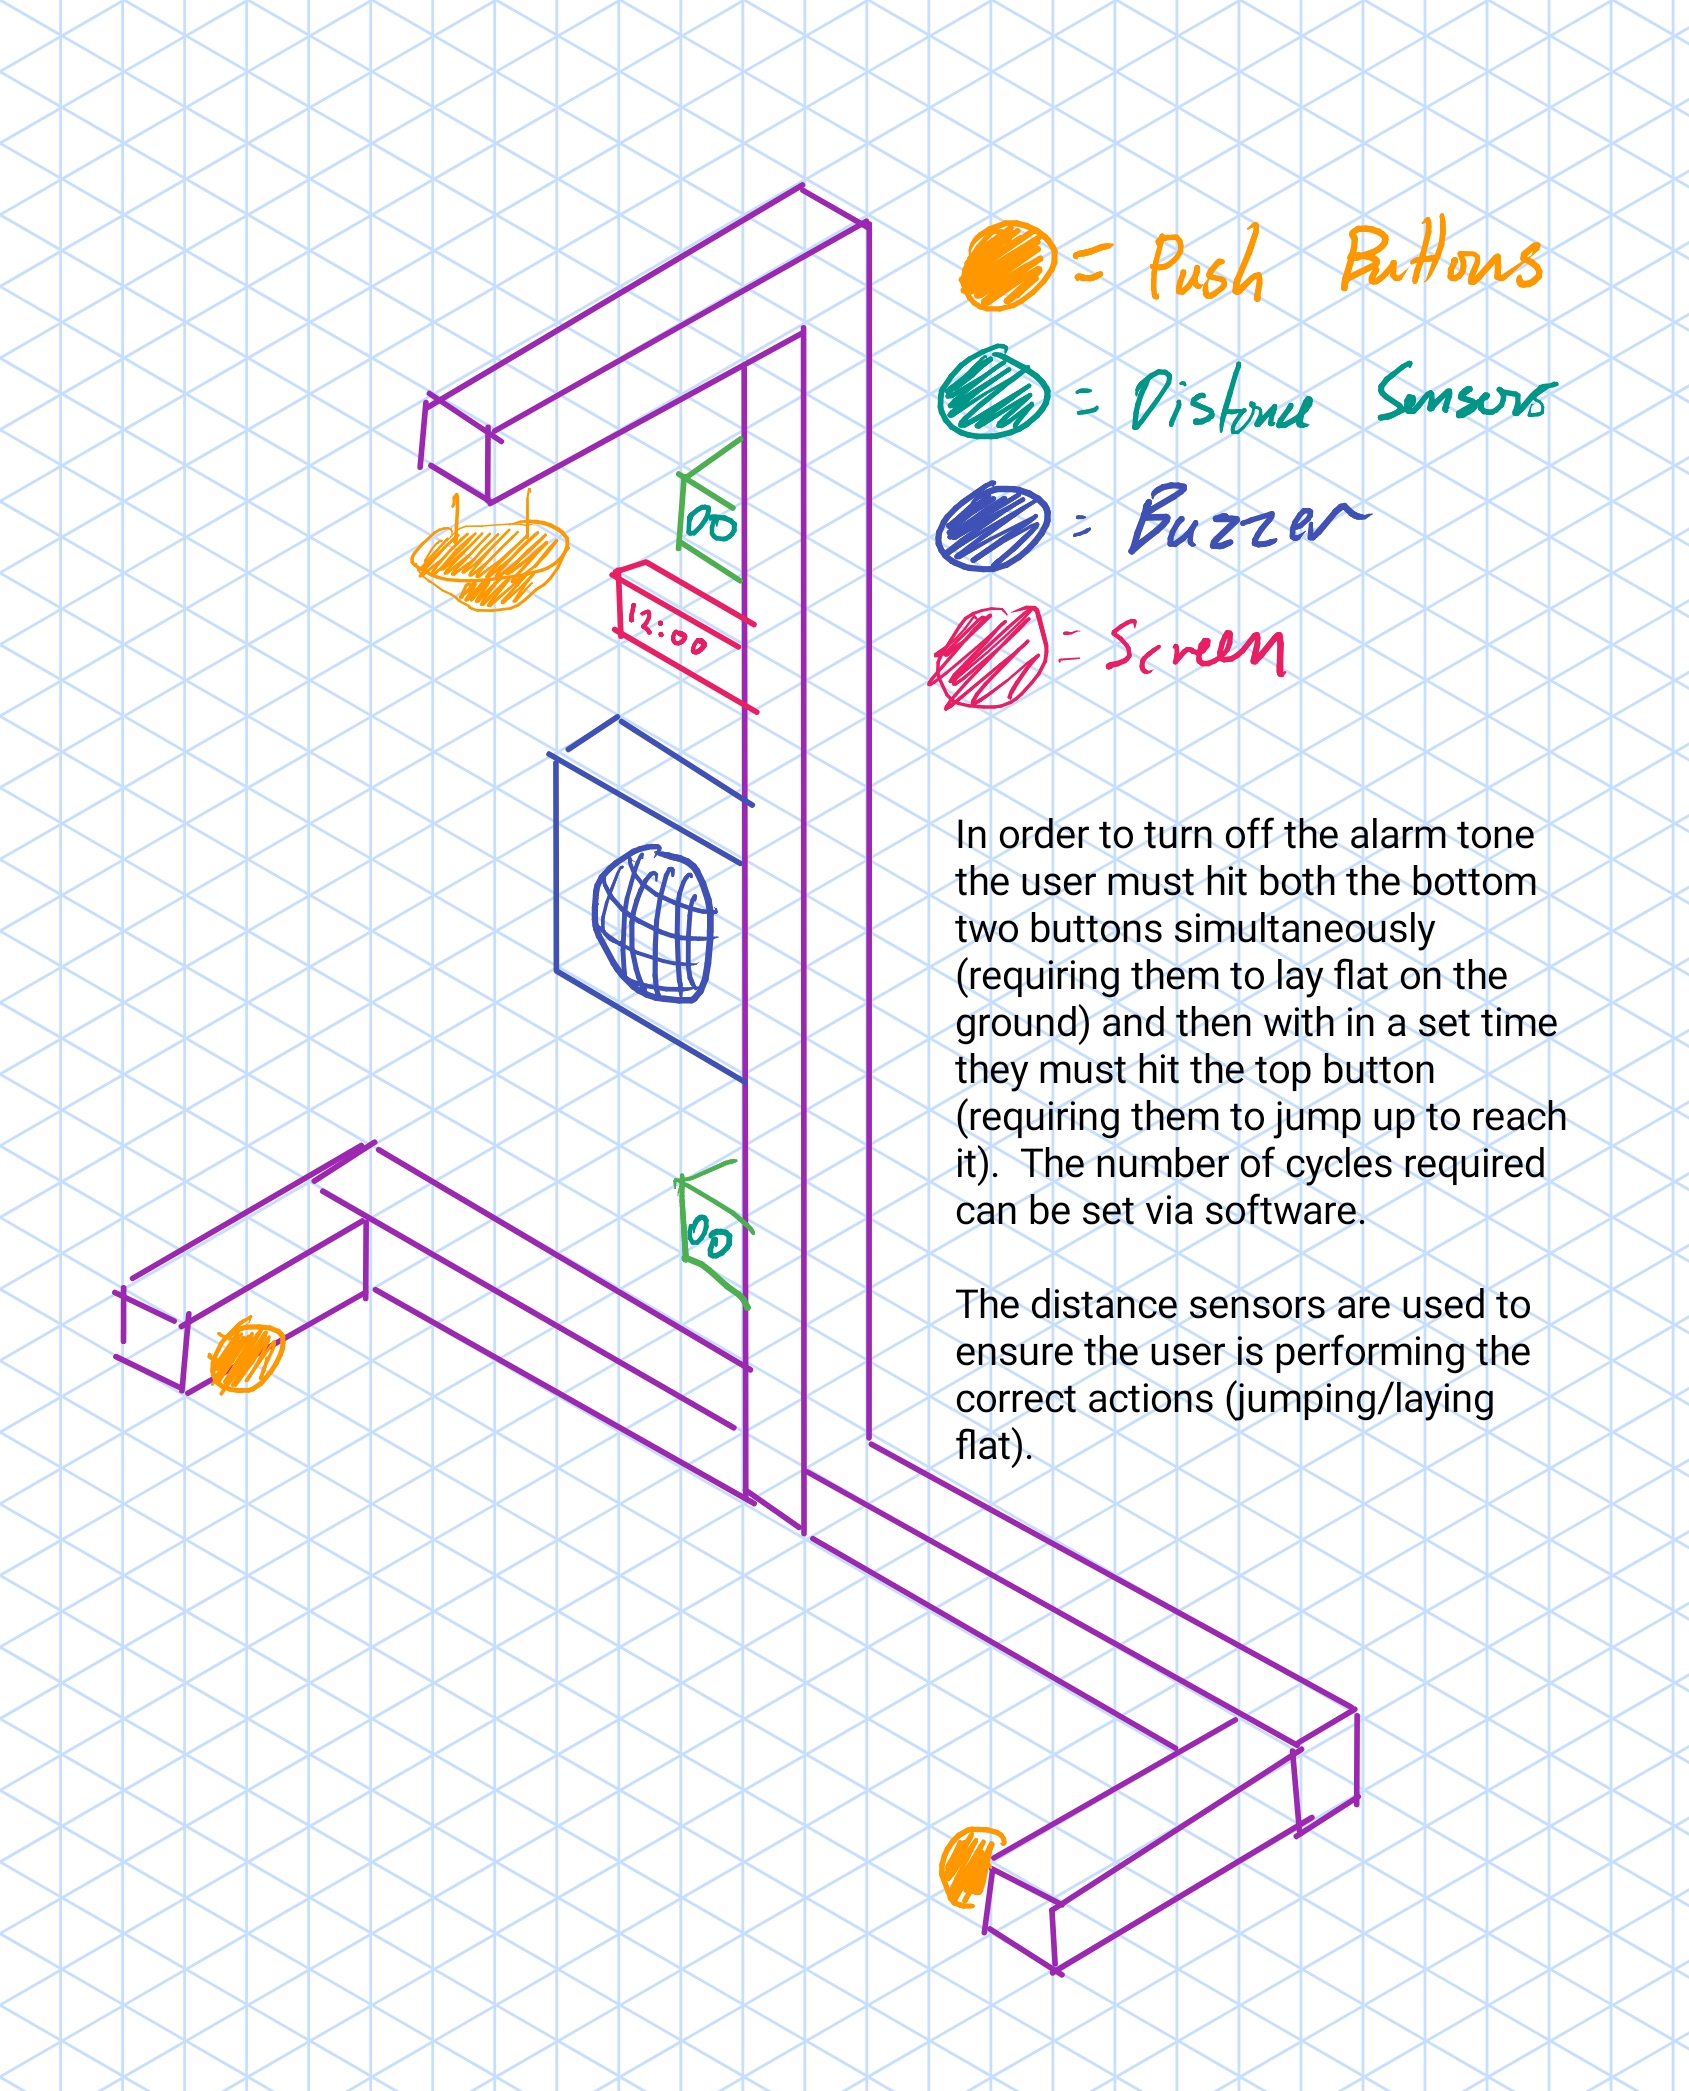 = Push Buttons
= Distance Sensors
= Buzzer
= Screen
00
12:00
00
In order to turn off the alarm tone
the user must hit both the bottom
two buttons simultaneously
(requiring them to lay flat on the
ground) and then with in a set time
they must hit the top button
(requiring them to jump up to reach
it).  The number of cycles required
can be set via software.
The distance sensors are used to
ensure the user is performing the
correct actions (jumping/laying
flat).